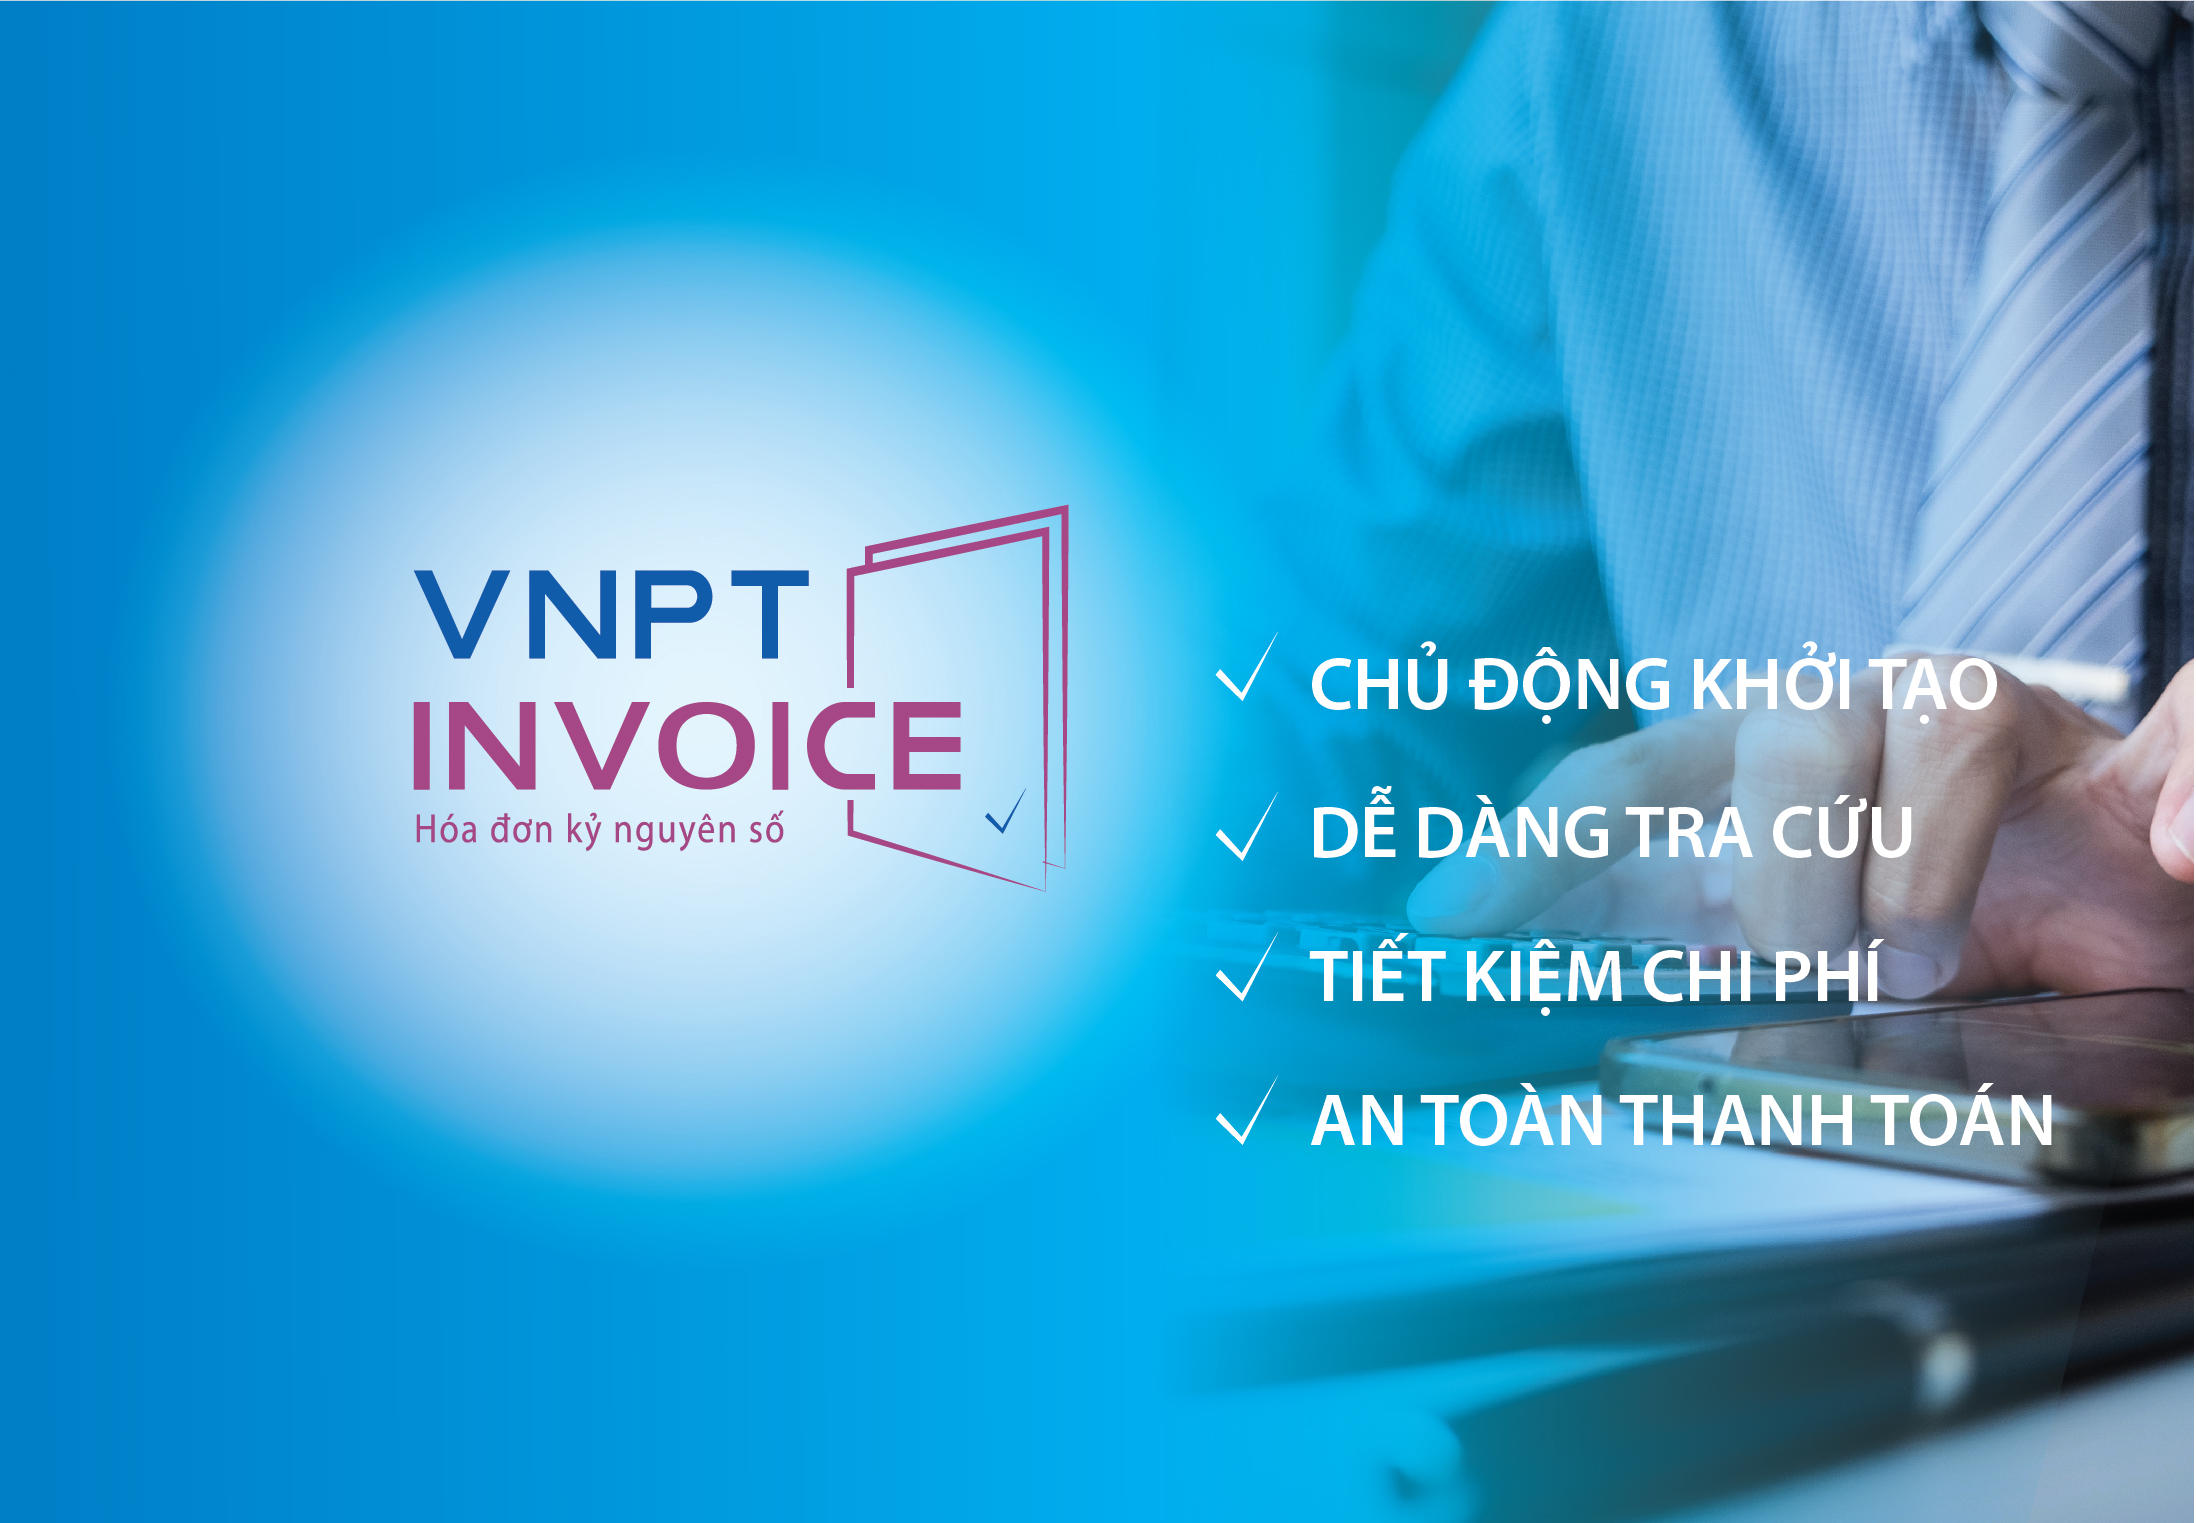 VNPT
INVOICE
Hóa đơn kỷ nguyên số
CHỦ ĐỘNG KHỞI TẠO
DỄ DÀNG TRA CỨU
TIẾT KIỆM CHI PHÍ
AN TOÀN THANH TOÁN